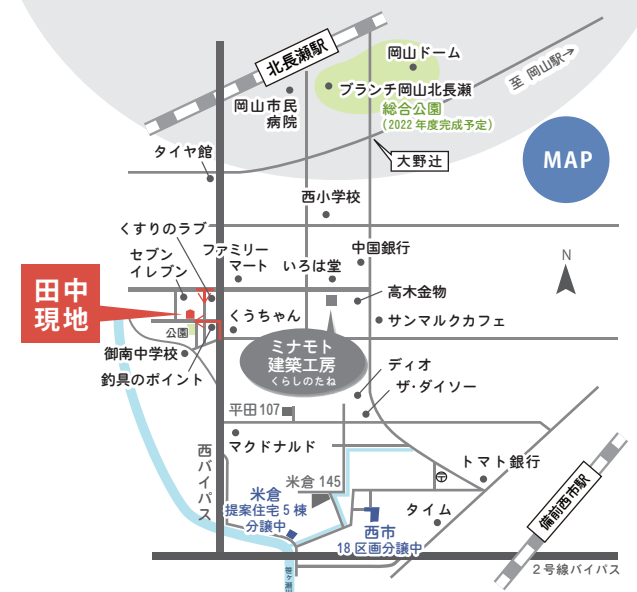 北長瀬駅
岡山ドーム
ブランチ岡山北長瀬
総合公園
(2022年度完成予定)
至 岡山駅→
岡山市民
病院
大野辻
MAP
タイヤ館
西小学校
くすりのラブ
セブン
イレブン
ファミリー
マート
いろは堂
中国銀行
N
田中
現地
高木金物
公園
くうちゃん
サンマルクカフェ
御南中学校
釣具のポイント
ミナモト
建築工房
くらしのたね
ディオ
ザ・ダイソー
平田107
マクドナルド
西バイパス
米倉
提案住宅5棟
分譲中
米倉145
トマト銀行
タイム
西市
18区画分譲中
備前西市駅
2号線バイパス